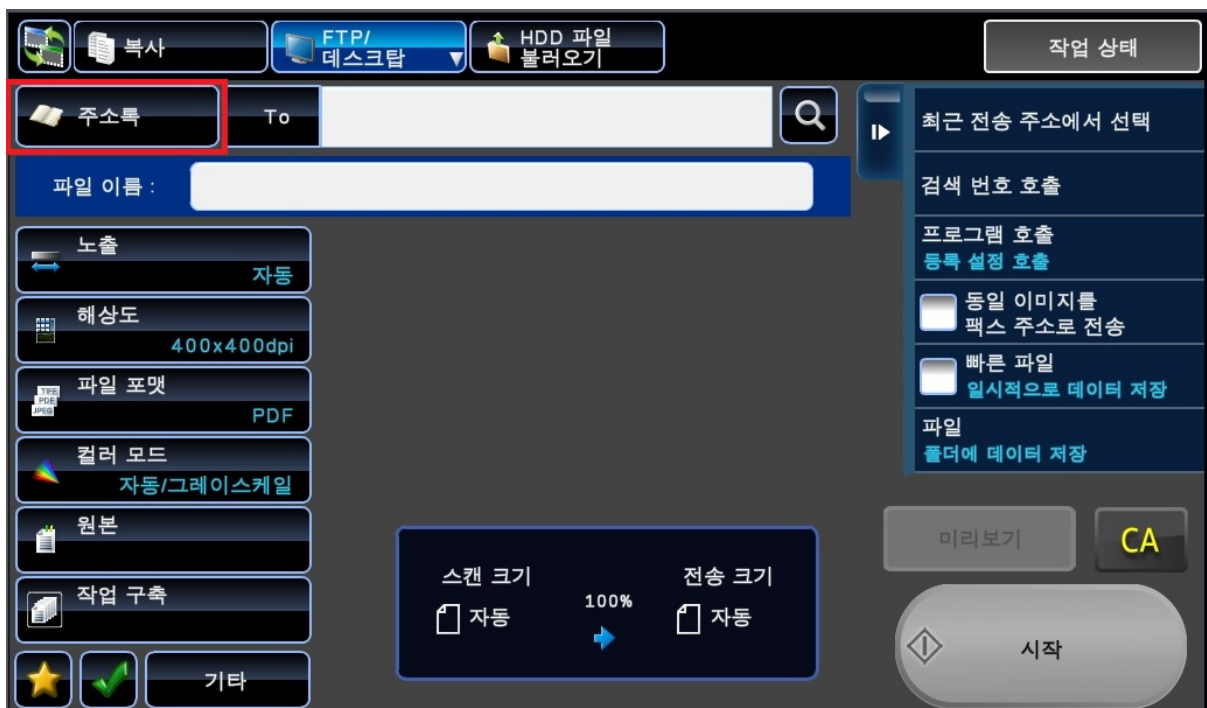 복사
FTP/
데스크탑
HDD 파일
불러오기
작업 상태
주소록
To
최근 전송 주소에서 선택
파일 이름 :
검색 번호 호출
노출
자동
프로그램 호출
등록 설정 호출
해상도
400x400dpi
동일 이미지를
팩스 주소로 전송
TIFF
PDF
JPEG
파일 포맷
PDF
빠른 파일
일시적으로 데이터 저장
파일
폴더에 데이터 저장
컬러 모드
자동/그레이스케일
원본
미리보기
CA
스캔 크기
자동
100%
전송 크기
자동
작업 구축
시작
기타